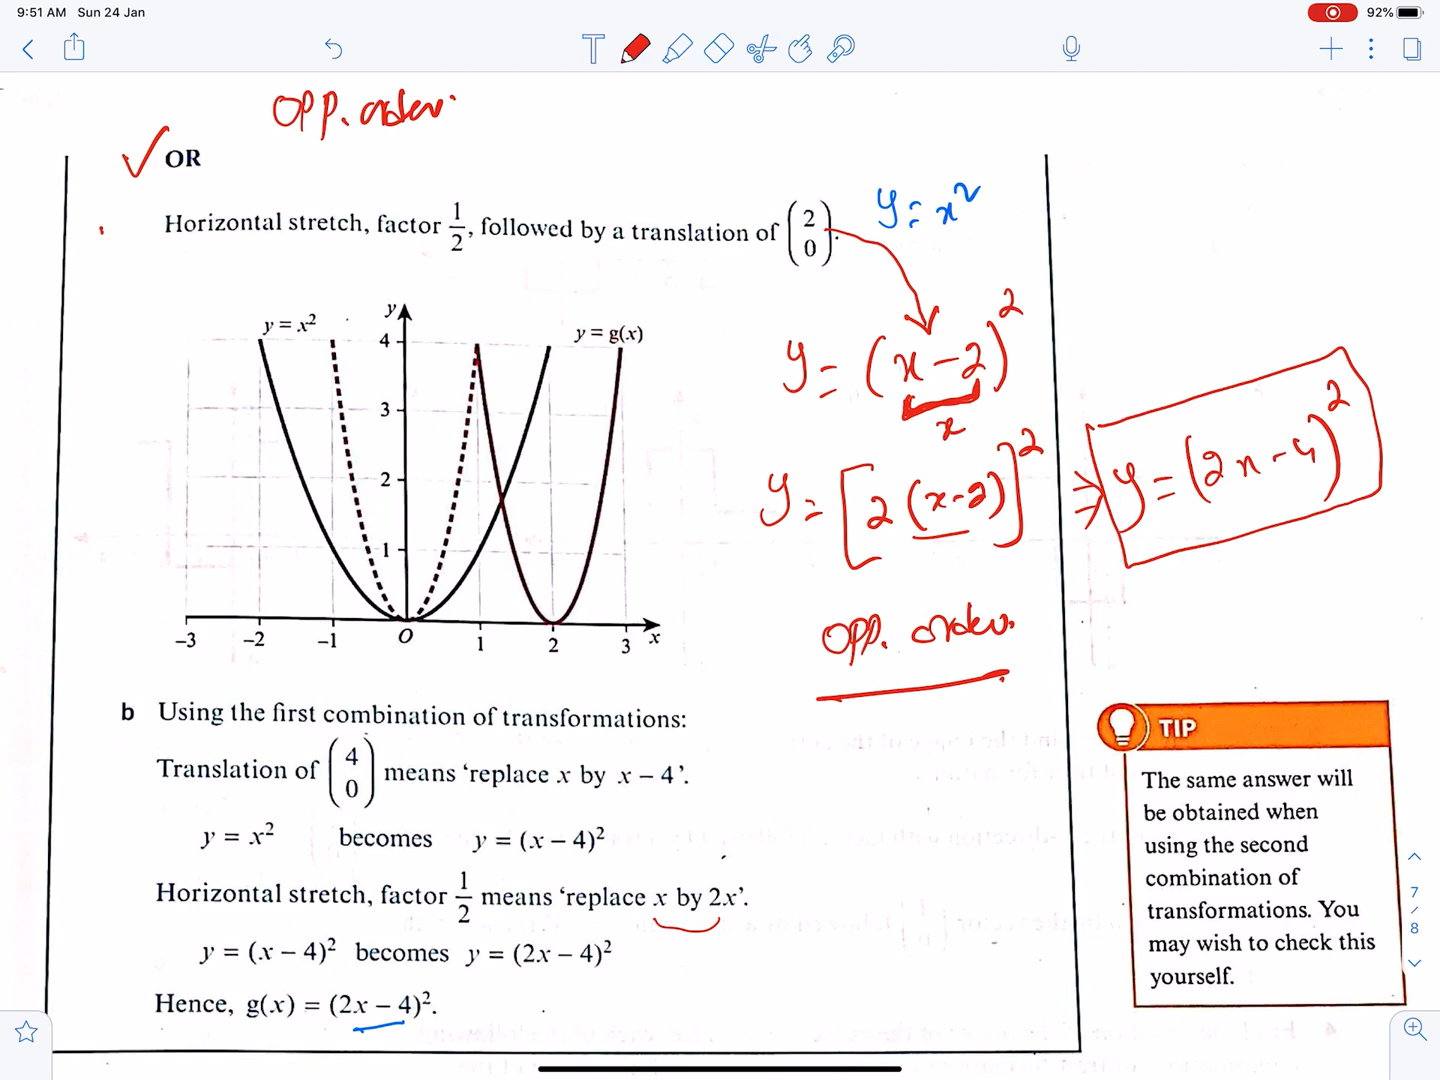 9:51 AM Sun 24 Jan
92%
Opp. order.
OR
Horizontal stretch, factor 1/2, followed by a translation of (2 0).
y = x²
y = (x − 2)²
x
y = [2(x-2)]²
⇒ y = (2x − 4)²
Opp. order.
y = x²
y
y = g(x)
4
3
2
1
−3 −2 −1 O 1 2 3 x
b Using the first combination of transformations:
Translation of (4 0) means ‘replace x by x − 4’.
y = x² becomes y = (x − 4)²
Horizontal stretch, factor 1/2 means ‘replace x by 2x’.
y = (x − 4)² becomes y = (2x − 4)²
Hence, g(x) = (2x − 4)².
TIP
The same answer will
be obtained when
using the second
combination of
transformations. You
may wish to check this
yourself.
7
/
8